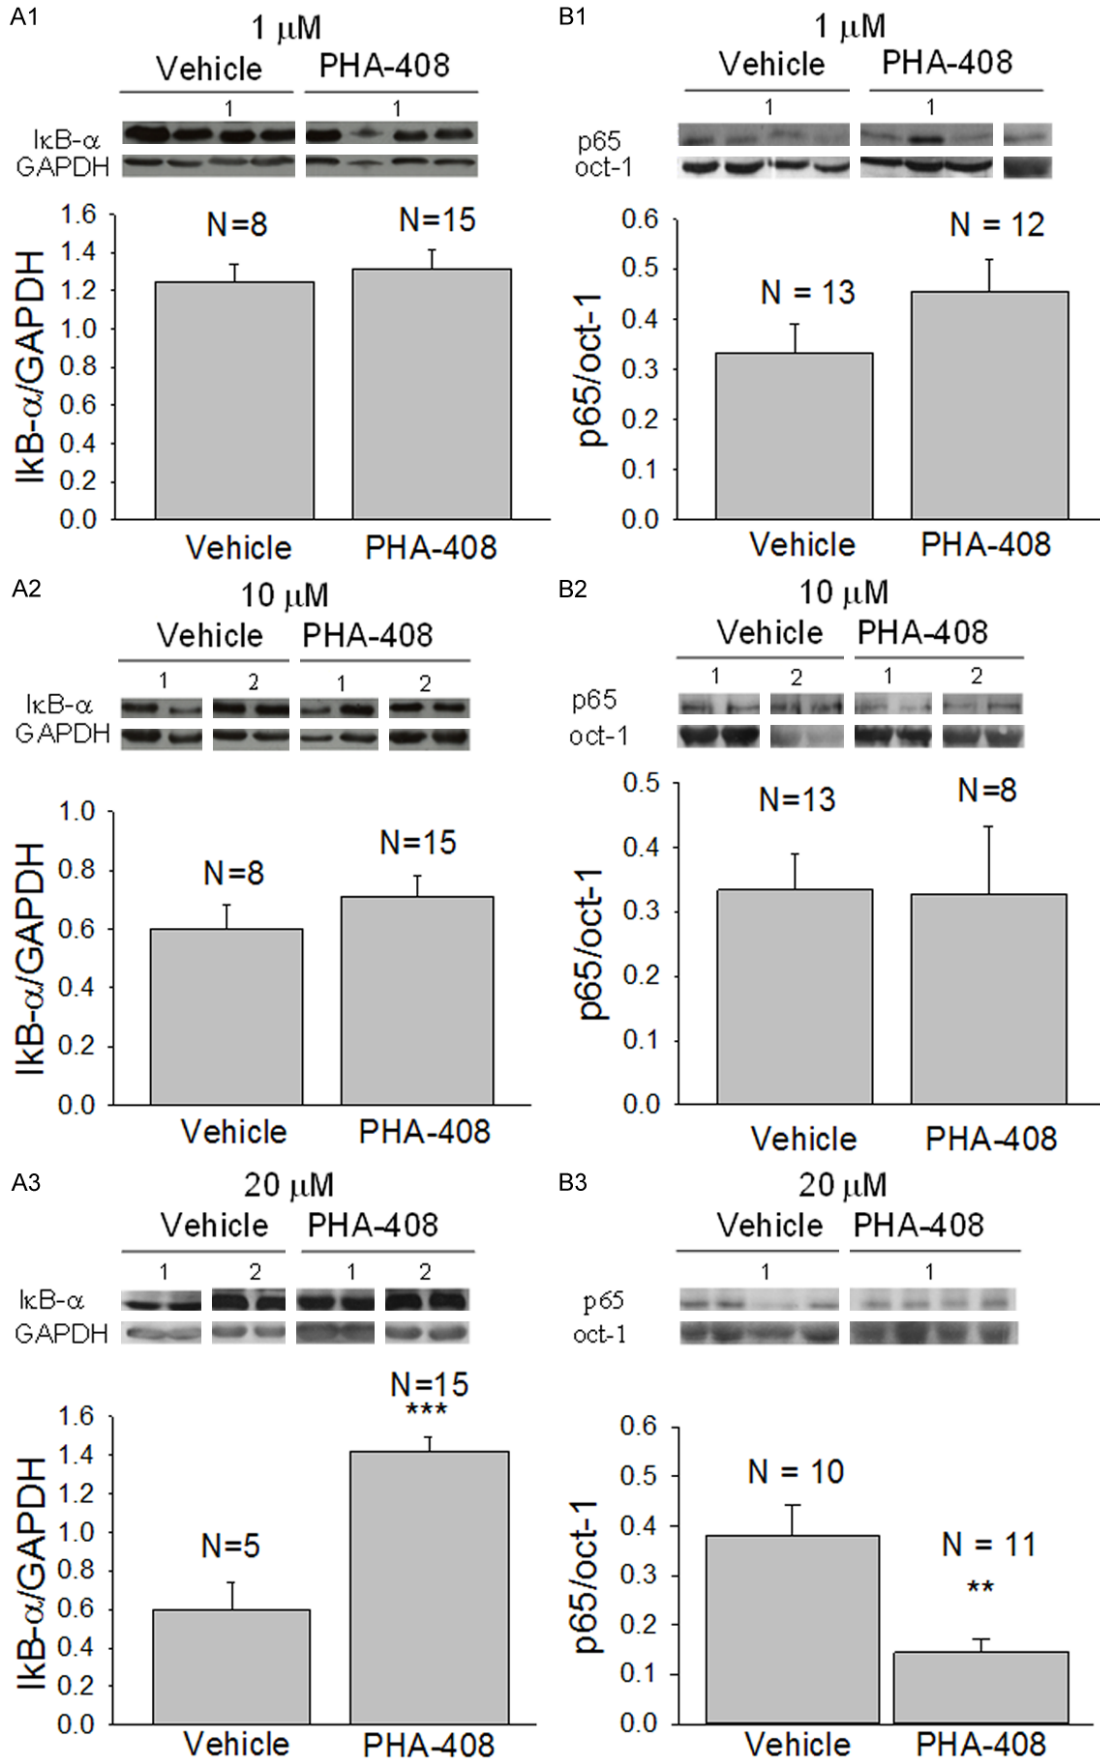 A1
1 μM
Vehicle PHA-408
1 1
IκB-α
GAPDH
N=8 N=15
1.6
1.4
1.2
1.0
0.8
0.6
0.4
0.2
0.0
IκB-α/GAPDH
Vehicle PHA-408
B1
1 μM
Vehicle PHA-408
1 1
p65
oct-1
N = 13 N = 12
0.6
0.5
0.4
0.3
0.2
0.1
0.0
p65/oct-1
Vehicle PHA-408
A2
10 μM
Vehicle PHA-408
1 2 1 2
IκB-α
GAPDH
N=8 N=15
1.0
0.8
0.6
0.4
0.2
0.0
IκB-α/GAPDH
Vehicle PHA-408
B2
10 μM
Vehicle PHA-408
1 2 1 2
p65
oct-1
N=13 N=8
0.5
0.4
0.3
0.2
0.1
0.0
p65/oct-1
Vehicle PHA-408
A3
20 μM
Vehicle PHA-408
1 2 1 2
IκB-α
GAPDH
N=5 N=15
***
1.6
1.4
1.2
1.0
0.8
0.6
0.4
0.2
0.0
IκB-α/GAPDH
Vehicle PHA-408
B3
20 μM
Vehicle PHA-408
1 1
p65
oct-1
N = 10 N = 11
**
0.6
0.5
0.4
0.3
0.2
0.1
0.0
p65/oct-1
Vehicle PHA-408